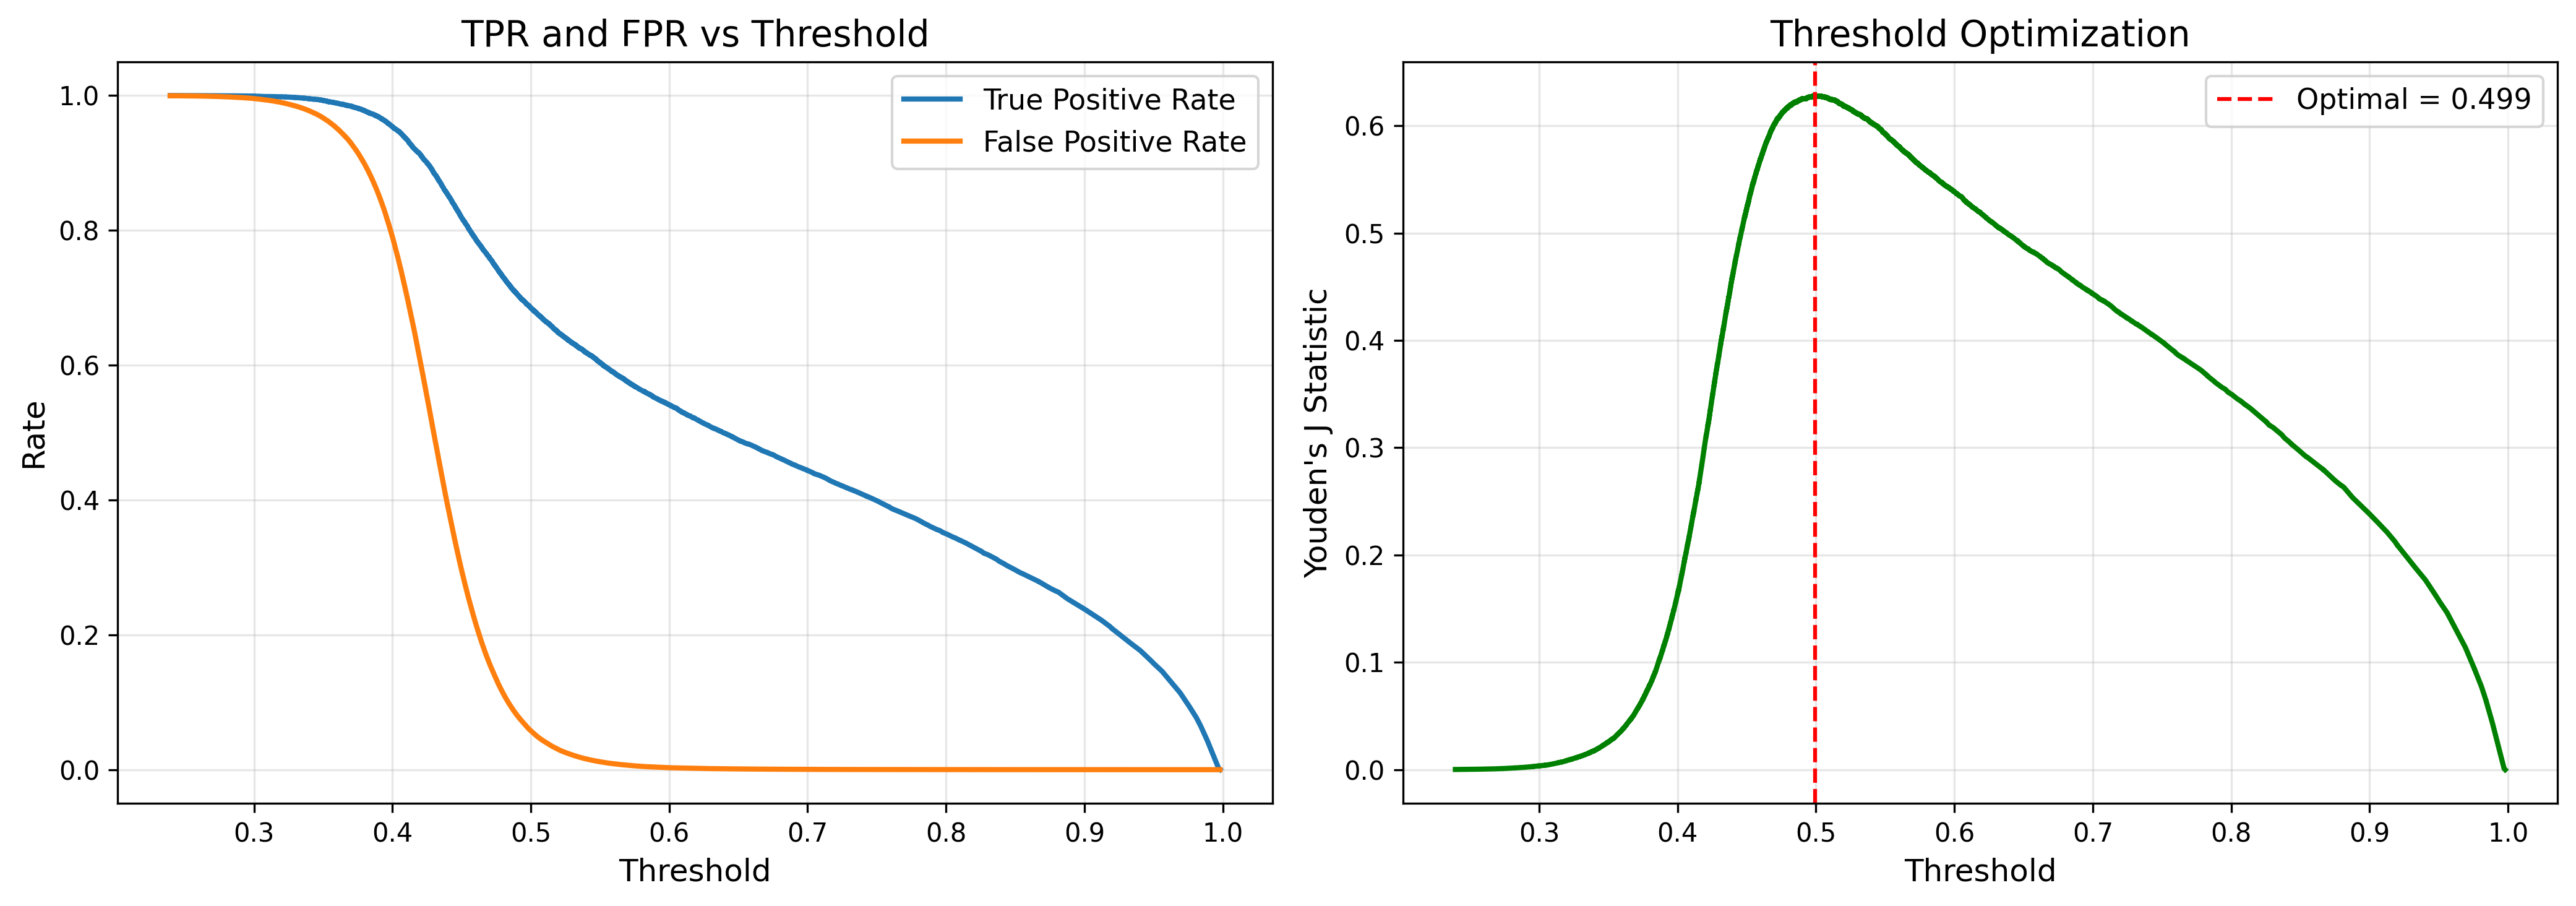 TPR and FPR vs Threshold
True Positive Rate
False Positive Rate
Rate
1.0
0.8
0.6
0.4
0.2
0.0
0.3 0.4 0.5 0.6 0.7 0.8 0.9 1.0
Threshold
Threshold Optimization
Optimal = 0.499
Youden's J Statistic
0.6
0.5
0.4
0.3
0.2
0.1
0.0
0.3 0.4 0.5 0.6 0.7 0.8 0.9 1.0
Threshold